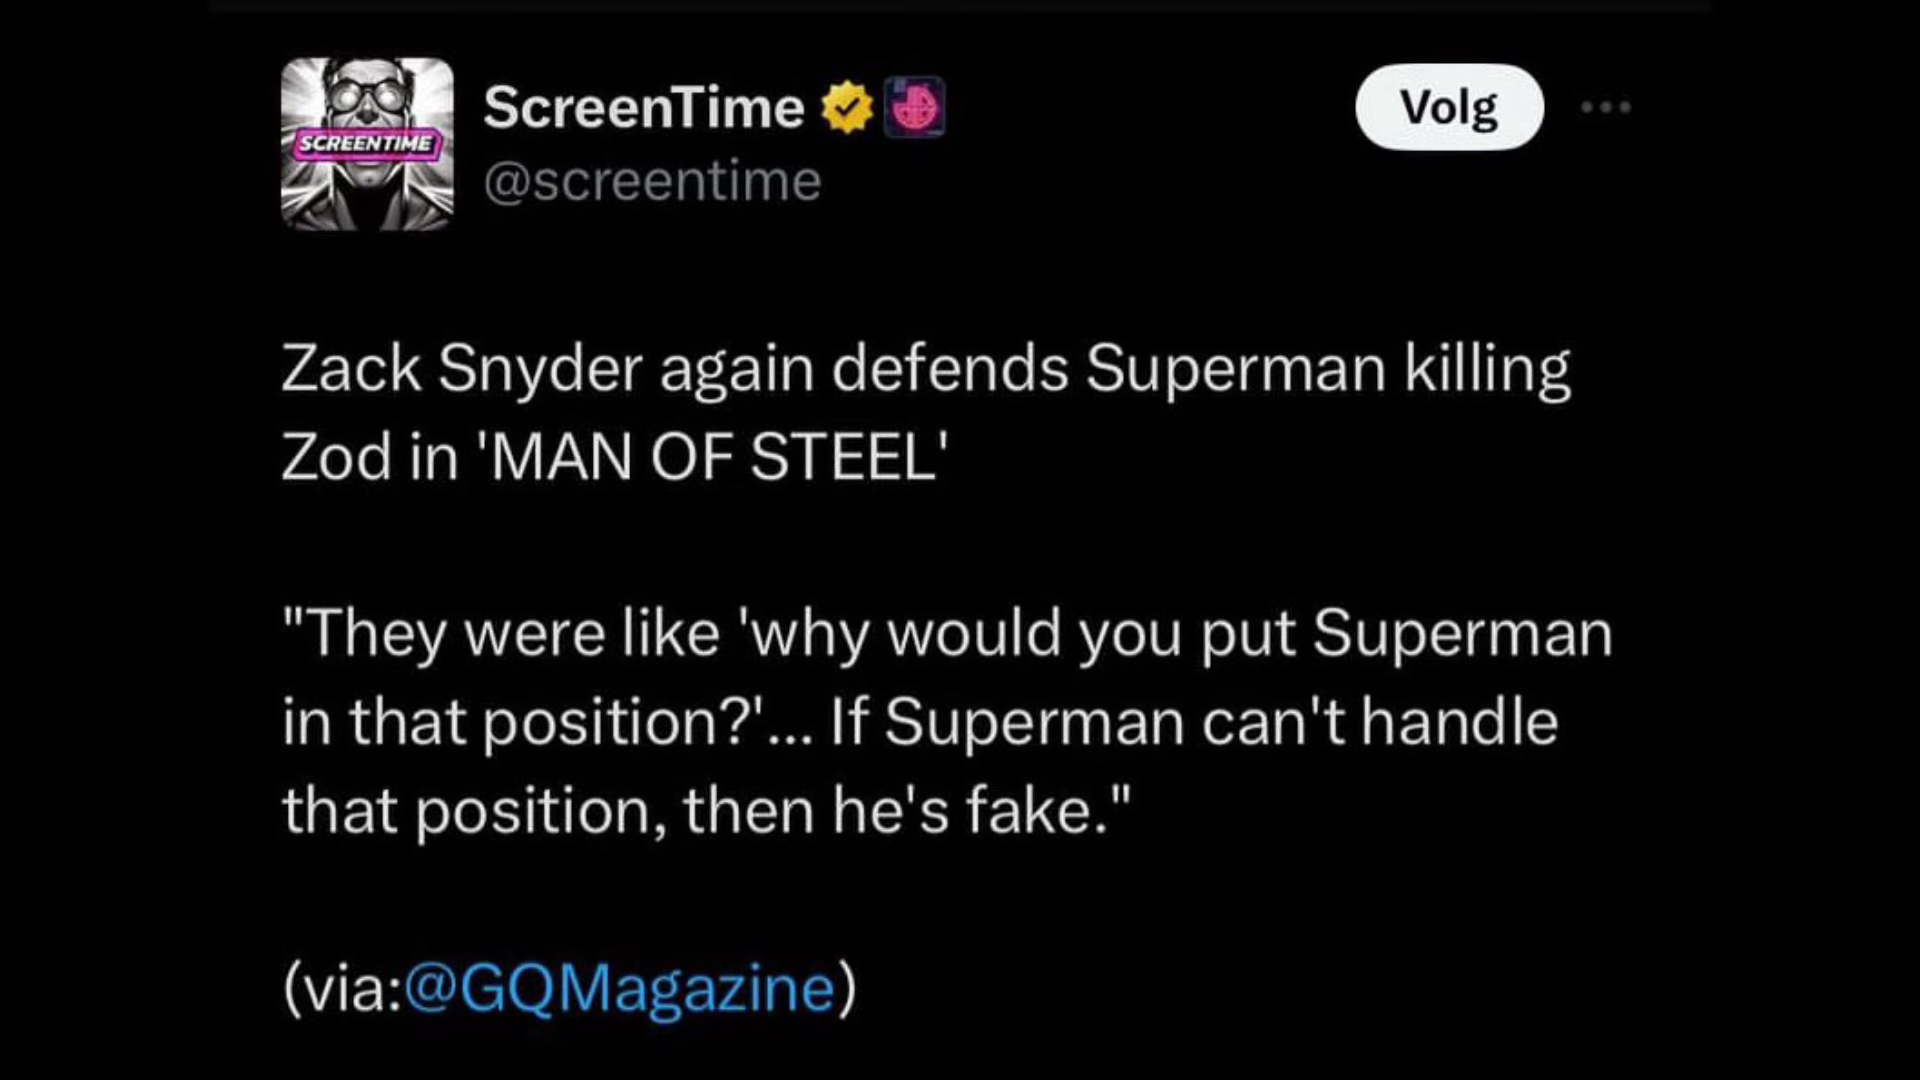 ScreenTime
Volg
SCREENTIME
@screentime
Zack Snyder again defends Superman killing
Zod in 'MAN OF STEEL'
"They were like 'why would you put Superman
in that position?'... If Superman can't handle
that position, then he's fake."
(via:@GQMagazine)